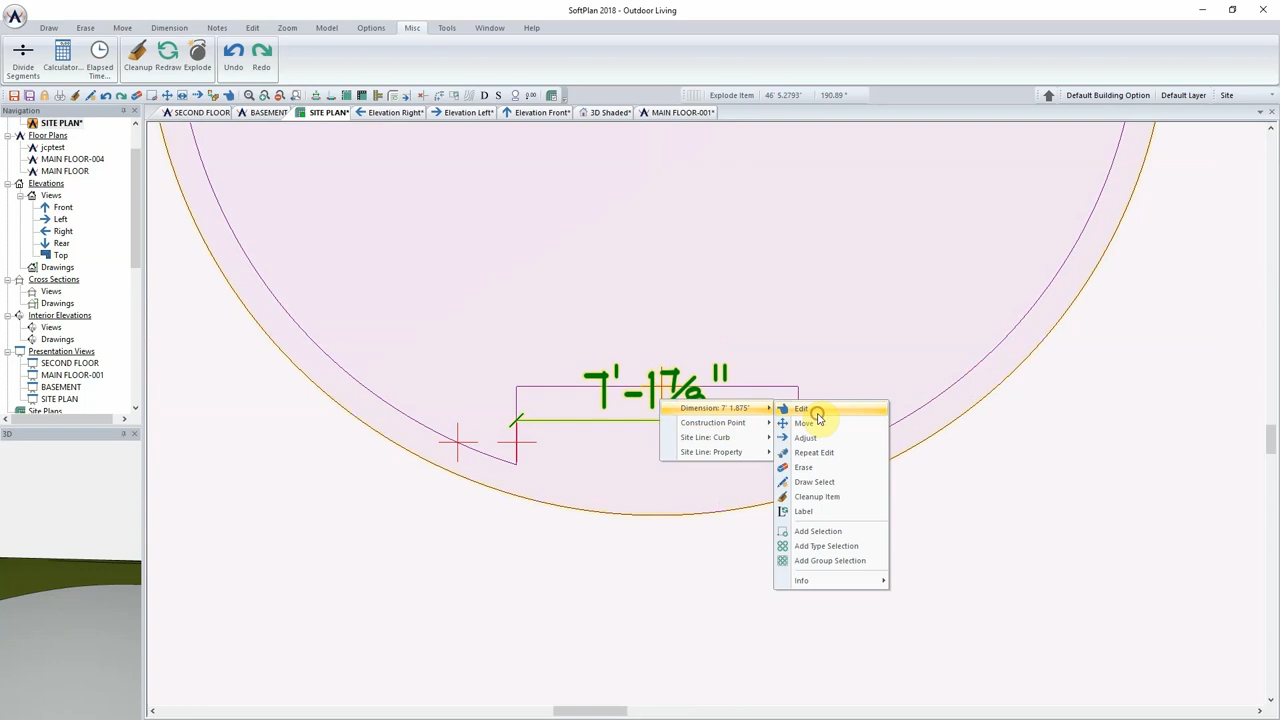 SoftPlan 2018 - Outdoor Living
Draw Erase Move Dimension Notes Edit Zoom Model Options Misc Tools Window Help
Divide Segments Calculator... Elapsed Time... Cleanup Redraw Explode Undo Redo
D S Explode Item 46' 5.2793" 190.89 ° Default Building Option Default Layer Site
Navigation
SECOND FLOOR BASEMENT SITE PLAN* Elevation Right* Elevation Left* Elevation Front* 3D Shaded* MAIN FLOOR-001*
SITE PLAN*
Floor Plans
jcptest
MAIN FLOOR-004
MAIN FLOOR
Elevations
Views
Front
Left
Right
Rear
Top
Drawings
Cross Sections
Views
Drawings
Interior Elevations
Views
Drawings
Presentation Views
SECOND FLOOR
MAIN FLOOR-001
BASEMENT
SITE PLAN
Site Plans
3D
7'-1 7/8"
Dimension: 7' 1.875"
Construction Point
Site Line: Curb
Site Line: Property
Edit
Move
Adjust
Repeat Edit
Erase
Draw Select
Cleanup Item
Label
Add Selection
Add Type Selection
Add Group Selection
Info